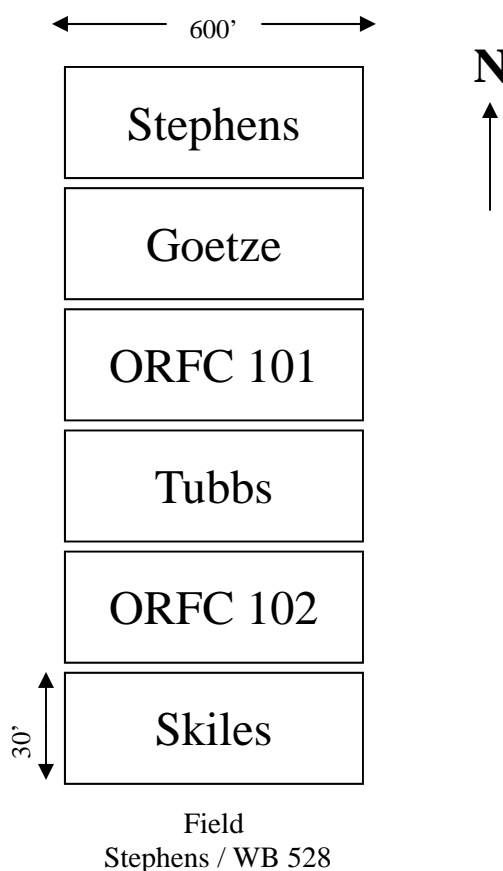 600’
N
Stephens
Goetze
ORFC 101
Tubbs
ORFC 102
Skiles
30’
Field
Stephens / WB 528